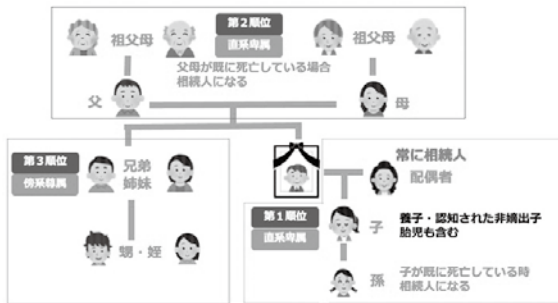 祖父母
第2順位
直系卑属
祖父母
父母が既に死亡している場合
相続人になる
父
母
第3順位
傍系尊属
兄弟
姉妹
甥・姪
常に相続人
配偶者
第1順位
直系卑属
子
養子・認知された非嫡出子
胎児も含む
孫
子が既に死亡している時
相続人になる